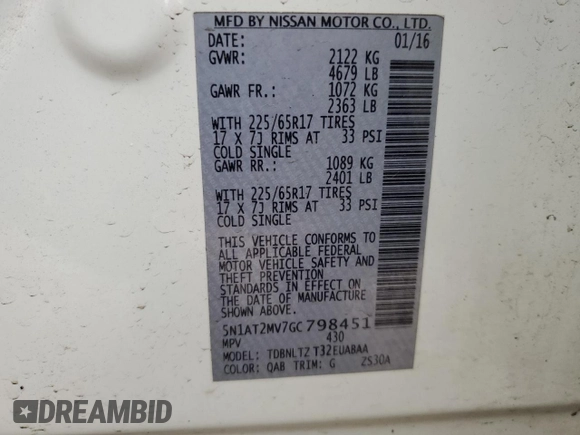 MFD BY NISSAN MOTOR CO., LTD.
DATE: 01/16
GVWR: 2122 KG
4679 LB
GAWR FR.: 1072 KG
2363 LB
WITH 225/65R17 TIRES
17 X 7J RIMS AT 33 PSI
COLD SINGLE
GAWR RR.: 1089 KG
2401 LB
WITH 225/65R17 TIRES
17 X 7J RIMS AT 33 PSI
COLD SINGLE
THIS VEHICLE CONFORMS TO
ALL APPLICABLE FEDERAL
MOTOR VEHICLE SAFETY AND
THEFT PREVENTION
STANDARDS IN EFFECT ON
THE DATE OF MANUFACTURE
SHOWN ABOVE.
5N1AT2MV7GC798451
MPV 430
MODEL: TDBNLTZ T32EUABAA
COLOR: QAB TRIM: G ZS30A
DREAMBID